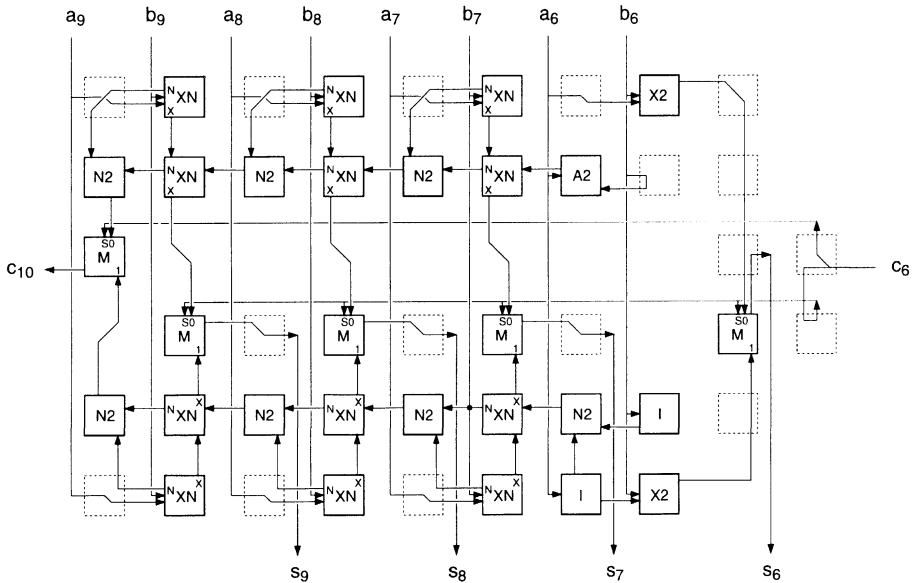 a9 b9 a8 b8 a7 b7 a6 b6
N X XN N X XN N X XN X2
N2 N X XN N2 N X XN N2 N X XN A2
S0 M 1
c10 c6
S0 M 1 S0 M 1 S0 M 1 S0 M 1
N2 N XN X N2 N XN X N2 N XN X N2 I
N XN X N XN X N XN X I X2
s9 s8 s7 s6